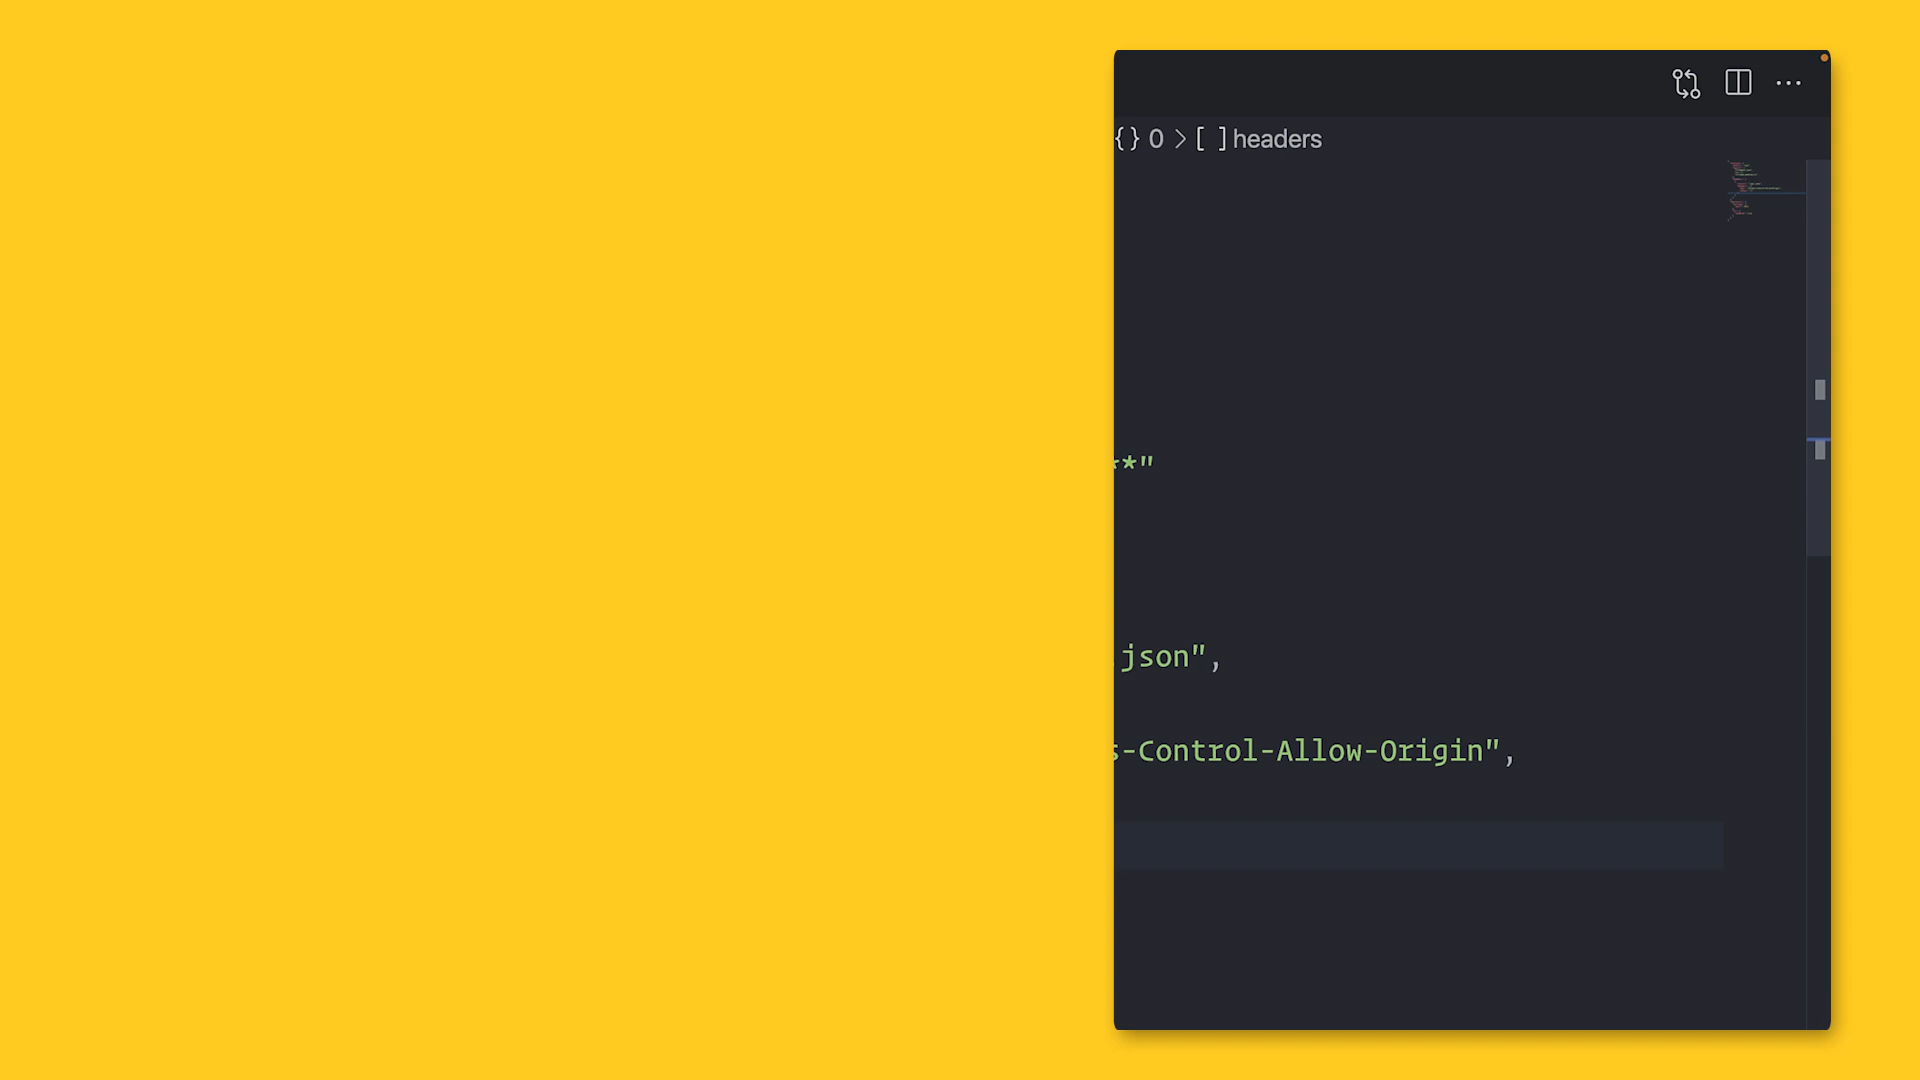 {} 0 > [ ] headers
*"
json",
-Control-Allow-Origin",